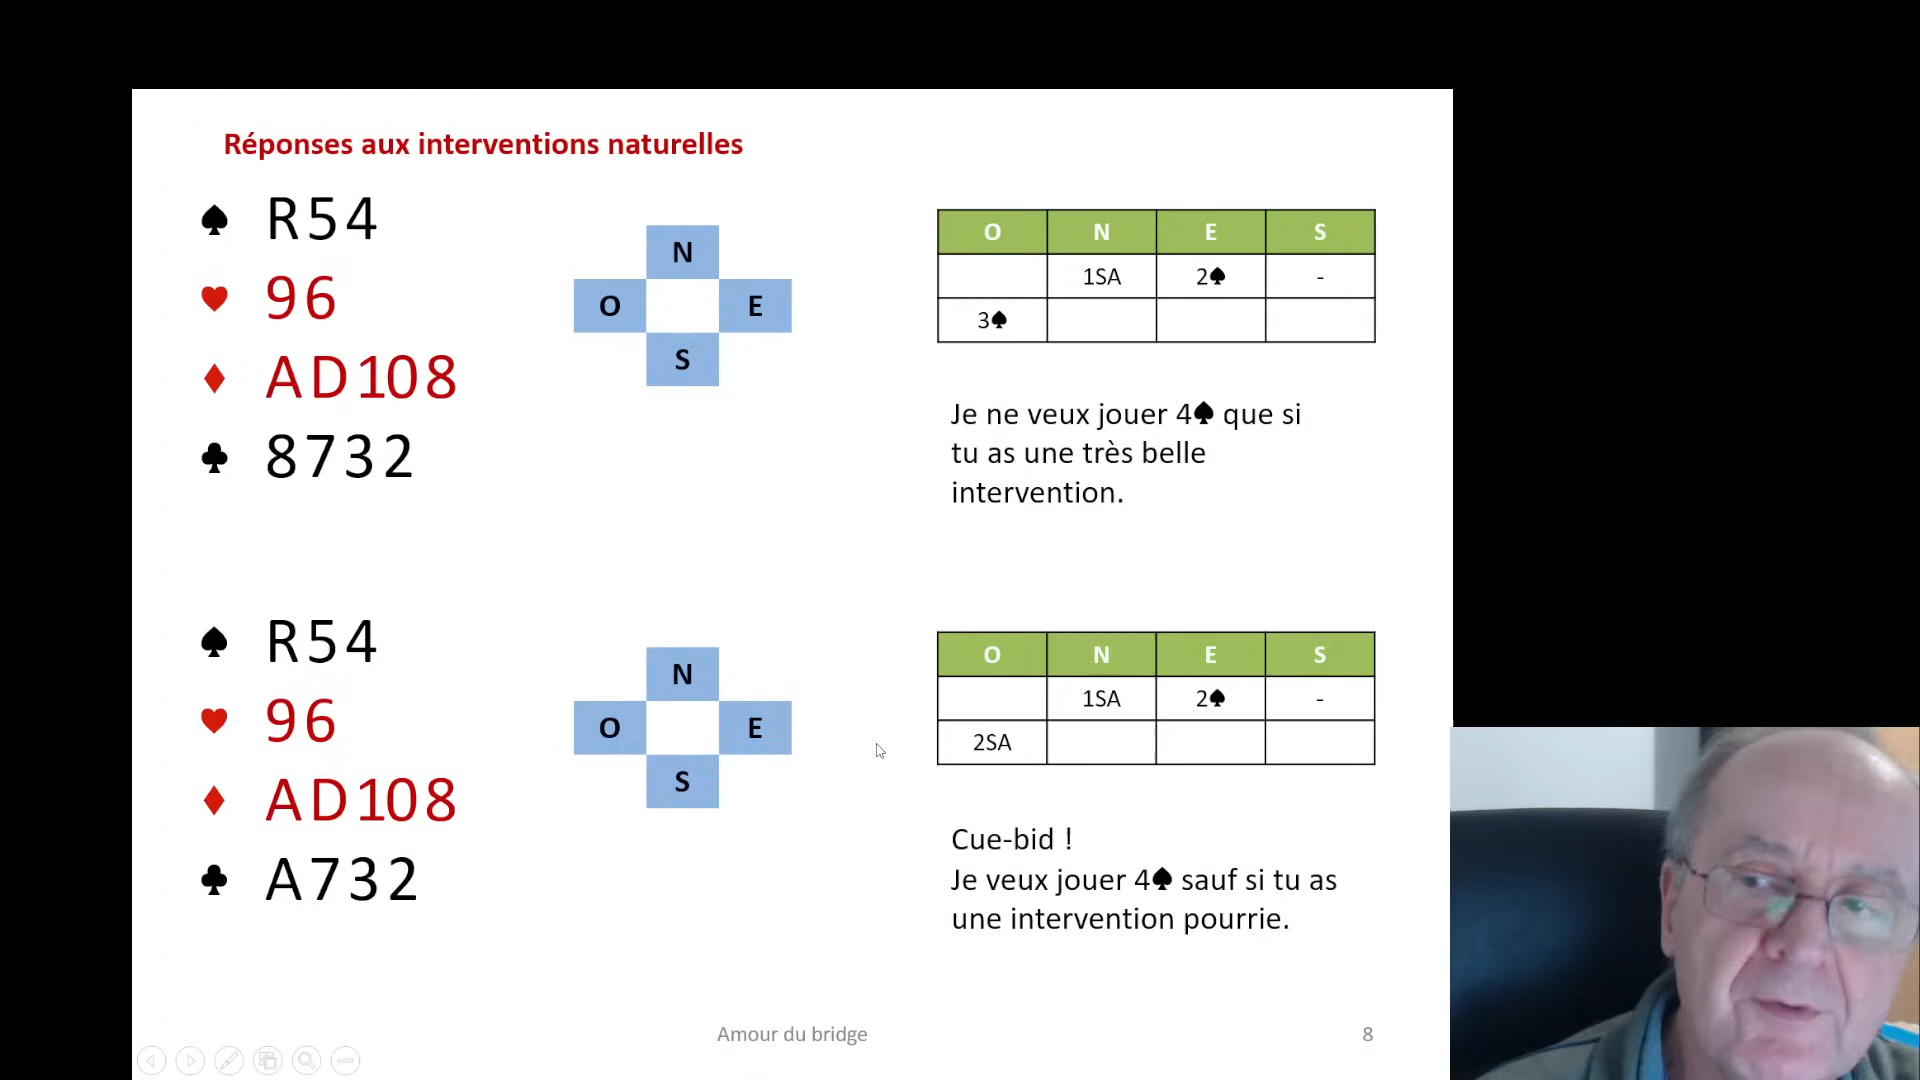 Réponses aux interventions naturelles
♠ R54
♥ 96
♦ AD108
♣ 8732
N
O E
S
O N E S
1SA 2♠ -
3♠
Je ne veux jouer 4♠ que si
tu as une très belle
intervention.
♠ R54
♥ 96
♦ AD108
♣ A732
N
O E
S
O N E S
1SA 2♠ -
2SA
Cue-bid !
Je veux jouer 4♠ sauf si tu as
une intervention pourrie.
Amour du bridge 8